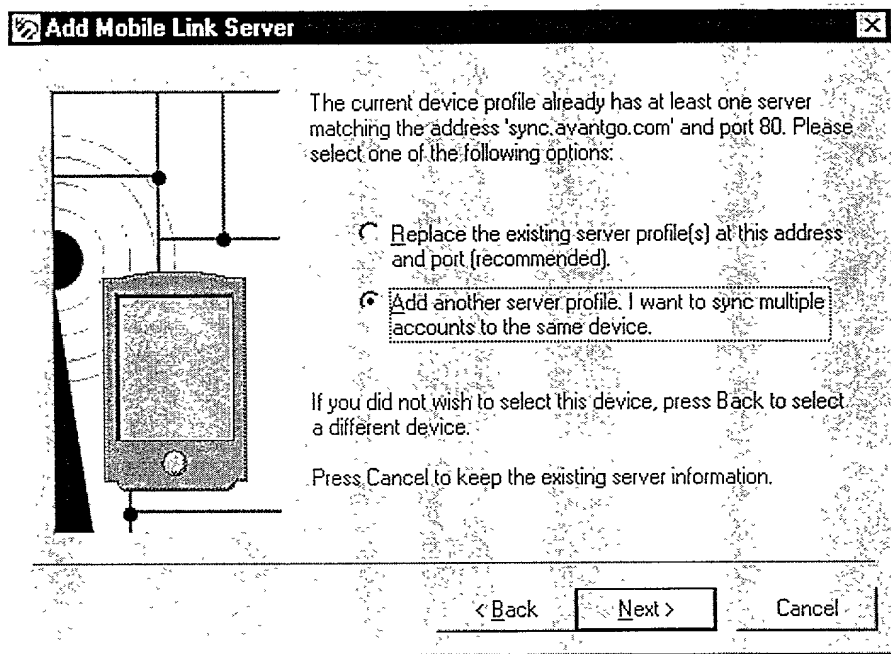 Add Mobile Link Server
The current device profile already has at least one server
matching the address 'sync.avantgo.com' and port 80. Please
select one of the following options:
Replace the existing server profile(s) at this address
and port (recommended).
Add another server profile. I want to sync multiple
accounts to the same device.
If you did not wish to select this device, press Back to select
a different device.
Press Cancel to keep the existing server information.
< Back
Next >
Cancel